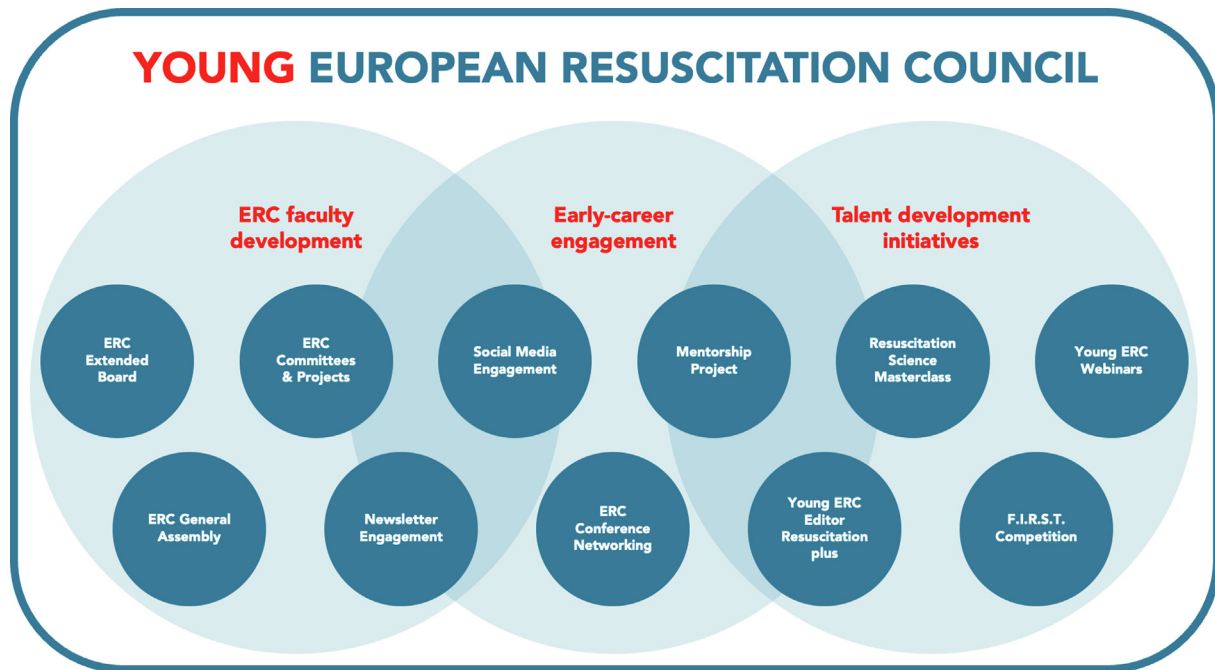 YOUNG EUROPEAN RESUSCITATION COUNCIL
ERC faculty
development
Early-career
engagement
Talent development
initiatives
ERC
Extended
Board
ERC
Committees
& Projects
Social Media
Engagement
Mentorship
Project
Resuscitation
Science
Masterclass
Young ERC
Webinars
ERC General
Assembly
Newsletter
Engagement
ERC
Conference
Networking
Young ERC
Editor
Resuscitation
plus
F.I.R.S.T.
Competition